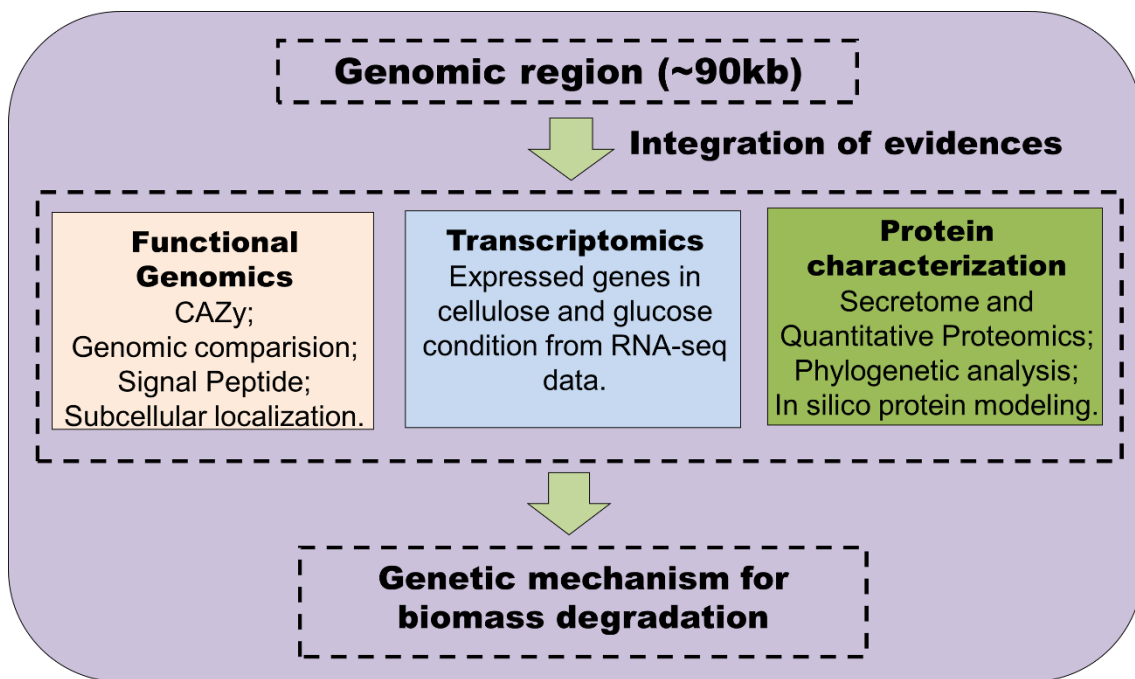 Genomic region (~90kb)
Integration of evidences
Functional
Genomics
CAZy;
Genomic comparision;
Signal Peptide;
Subcellular localization.
Transcriptomics
Expressed genes in
cellulose and glucose
condition from RNA-seq
data.
Protein
characterization
Secretome and
Quantitative Proteomics;
Phylogenetic analysis;
In silico protein modeling.
Genetic mechanism for
biomass degradation